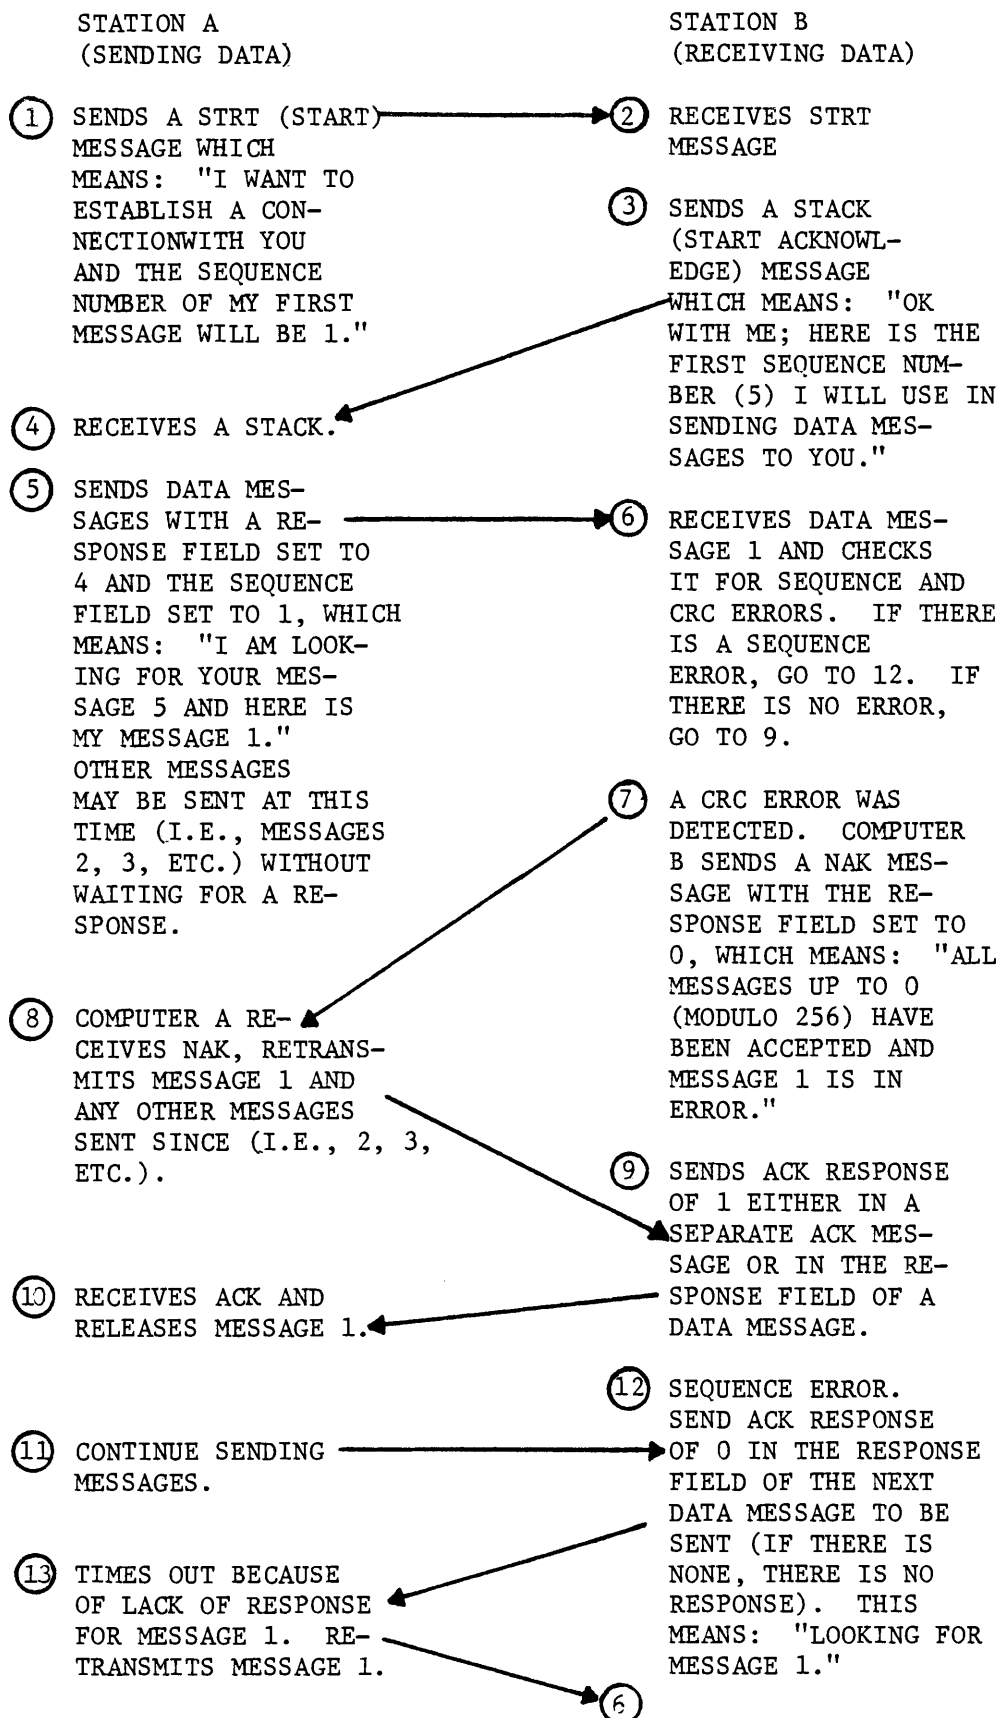 STATION A
(SENDING DATA)
STATION B
(RECEIVING DATA)
1 SENDS A STRT (START)
MESSAGE WHICH
MEANS: "I WANT TO
ESTABLISH A CON-
NECTIONWITH YOU
AND THE SEQUENCE
NUMBER OF MY FIRST
MESSAGE WILL BE 1."
2 RECEIVES STRT
MESSAGE
3 SENDS A STACK
(START ACKNOWL-
EDGE) MESSAGE
WHICH MEANS: "OK
WITH ME; HERE IS THE
FIRST SEQUENCE NUM-
BER (5) I WILL USE IN
SENDING DATA MES-
SAGES TO YOU."
4 RECEIVES A STACK.
5 SENDS DATA MES-
SAGES WITH A RE-
SPONSE FIELD SET TO
4 AND THE SEQUENCE
FIELD SET TO 1, WHICH
MEANS: "I AM LOOK-
ING FOR YOUR MES-
SAGE 5 AND HERE IS
MY MESSAGE 1."
OTHER MESSAGES
MAY BE SENT AT THIS
TIME (I.E., MESSAGES
2, 3, ETC.) WITHOUT
WAITING FOR A RE-
SPONSE.
6 RECEIVES DATA MES-
SAGE 1 AND CHECKS
IT FOR SEQUENCE AND
CRC ERRORS. IF THERE
IS A SEQUENCE
ERROR, GO TO 12. IF
THERE IS NO ERROR,
GO TO 9.
7 A CRC ERROR WAS
DETECTED. COMPUTER
B SENDS A NAK MES-
SAGE WITH THE RE-
SPONSE FIELD SET TO
0, WHICH MEANS: "ALL
MESSAGES UP TO 0
(MODULO 256) HAVE
BEEN ACCEPTED AND
MESSAGE 1 IS IN
ERROR."
8 COMPUTER A RE-
CEIVES NAK, RETRANS-
MITS MESSAGE 1 AND
ANY OTHER MESSAGES
SENT SINCE (I.E., 2, 3,
ETC.).
9 SENDS ACK RESPONSE
OF 1 EITHER IN A
SEPARATE ACK MES-
SAGE OR IN THE RE-
SPONSE FIELD OF A
DATA MESSAGE.
10 RECEIVES ACK AND
RELEASES MESSAGE 1.
11 CONTINUE SENDING
MESSAGES.
12 SEQUENCE ERROR.
SEND ACK RESPONSE
OF 0 IN THE RESPONSE
FIELD OF THE NEXT
DATA MESSAGE TO BE
SENT (IF THERE IS
NONE, THERE IS NO
RESPONSE). THIS
MEANS: "LOOKING FOR
MESSAGE 1."
13 TIMES OUT BECAUSE
OF LACK OF RESPONSE
FOR MESSAGE 1. RE-
TRANSMITS MESSAGE 1.
6